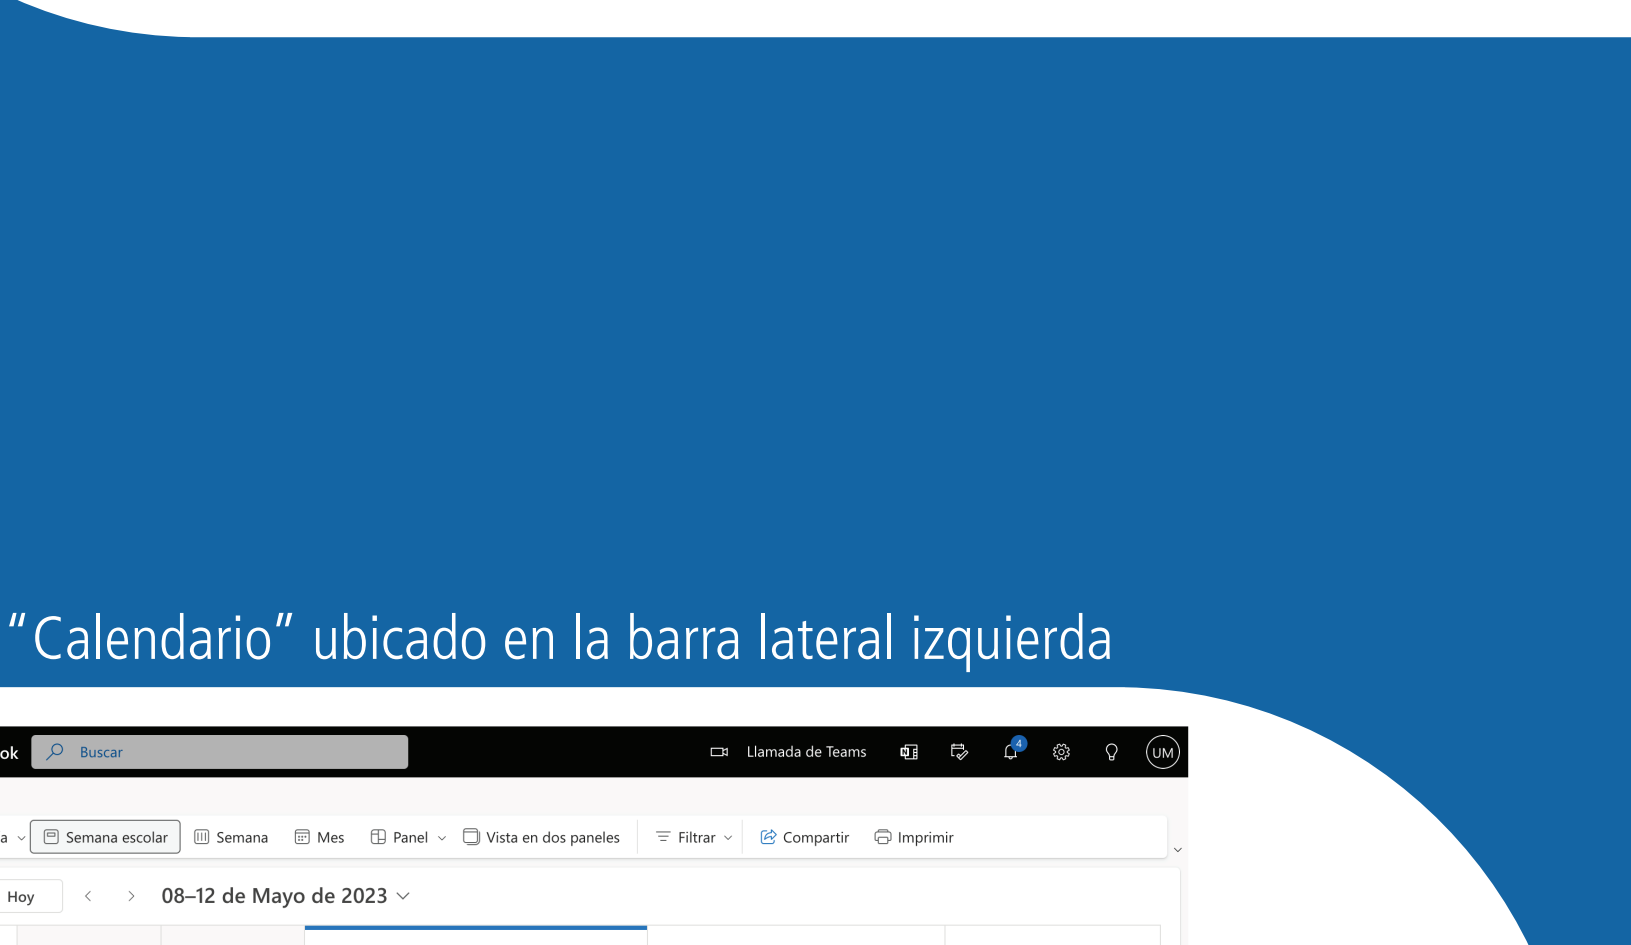 “Calendario” ubicado en la barra lateral izquierda
ok Buscar Llamada de Teams 4 UM
a Semana escolar Semana Mes Panel Vista en dos paneles Filtrar Compartir Imprimir
Hoy 08–12 de Mayo de 2023